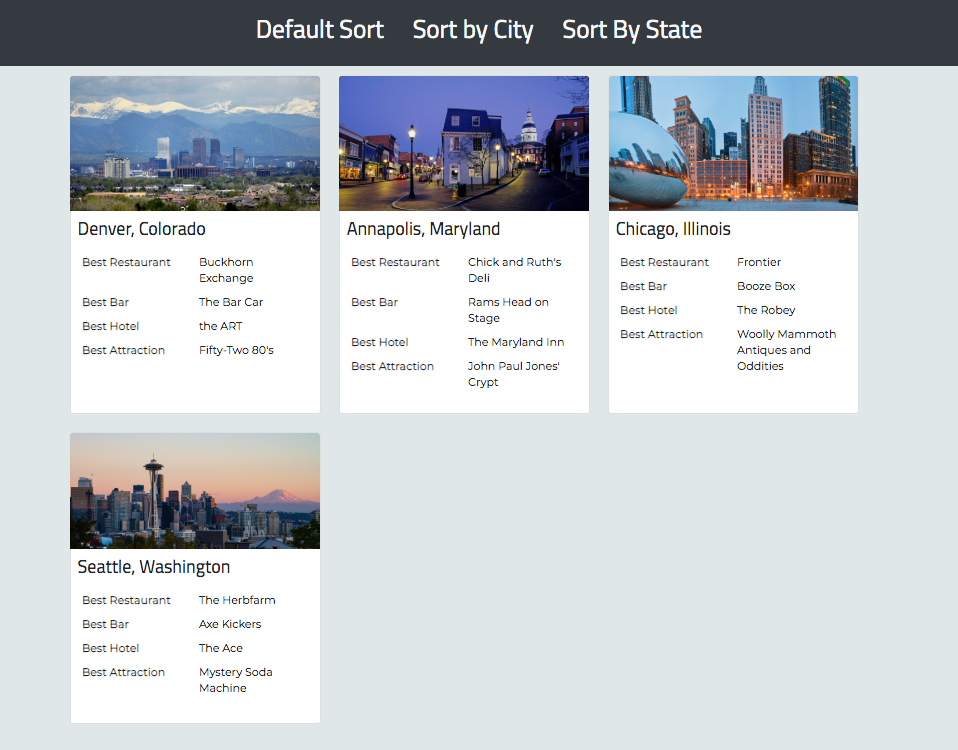 Default Sort Sort by City Sort By State
Denver, Colorado
Best Restaurant Buckhorn
Exchange
Best Bar The Bar Car
Best Hotel the ART
Best Attraction Fifty-Two 80's
Annapolis, Maryland
Best Restaurant Chick and Ruth's
Deli
Best Bar Rams Head on
Stage
Best Hotel The Maryland Inn
Best Attraction John Paul Jones'
Crypt
Chicago, Illinois
Best Restaurant Frontier
Best Bar Booze Box
Best Hotel The Robey
Best Attraction Woolly Mammoth
Antiques and
Oddities
Seattle, Washington
Best Restaurant The Herbfarm
Best Bar Axe Kickers
Best Hotel The Ace
Best Attraction Mystery Soda
Machine